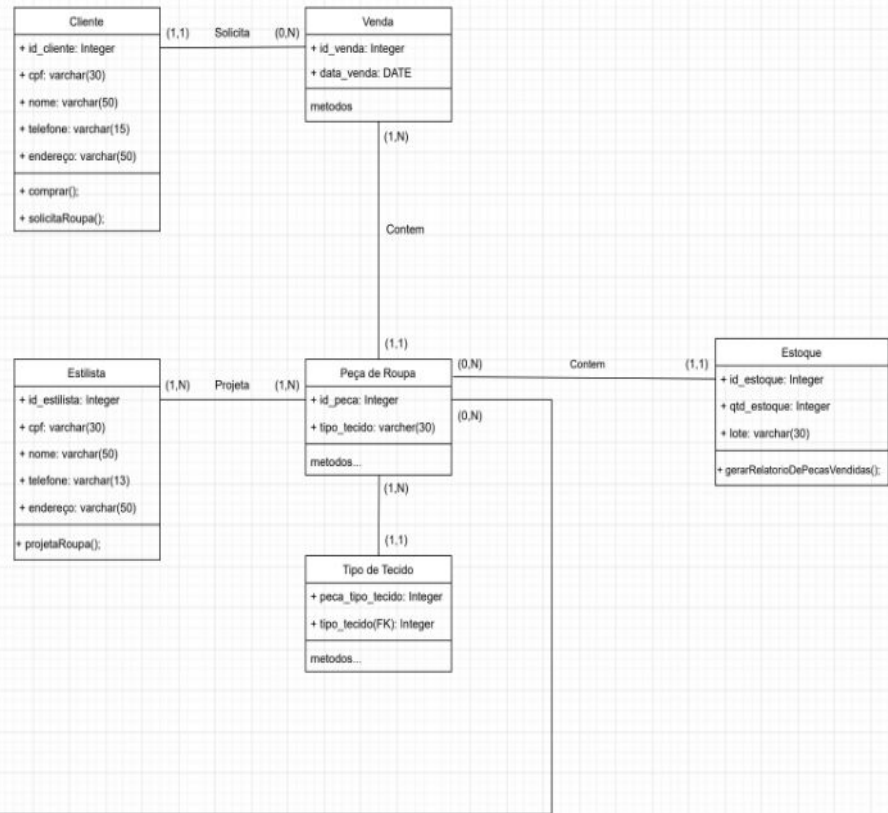 Cliente
+ id_cliente: Integer
+ cpf: varchar(30)
+ nome: varchar(50)
+ telefone: varchar(15)
+ endereço: varchar(50)
+ comprar();
+ solicitaRoupa();
(1,1) Solicita (0,N)
Venda
+ id_venda: Integer
+ data_venda: DATE
metodos
(1,N)
Contem
(1,1)
Estilista
+ id_estilista: Integer
+ cpf: varchar(30)
+ nome: varchar(50)
+ telefone: varchar(13)
+ endereço: varchar(50)
+ projetaRoupa();
(1,N) Projeta (1,N)
Peça de Roupa
+ id_peca: Integer
+ tipo_tecido: varcher(30)
metodos...
(0,N) Contem (1,1)
(0,N)
Estoque
+ id_estoque: Integer
+ qtd_estoque: Integer
+ lote: varchar(30)
+ gerarRelatorioDePecasVendidas();
(1,N)
(1,1)
Tipo de Tecido
+ peca_tipo_tecido: Integer
+ tipo_tecido(FK): Integer
metodos...